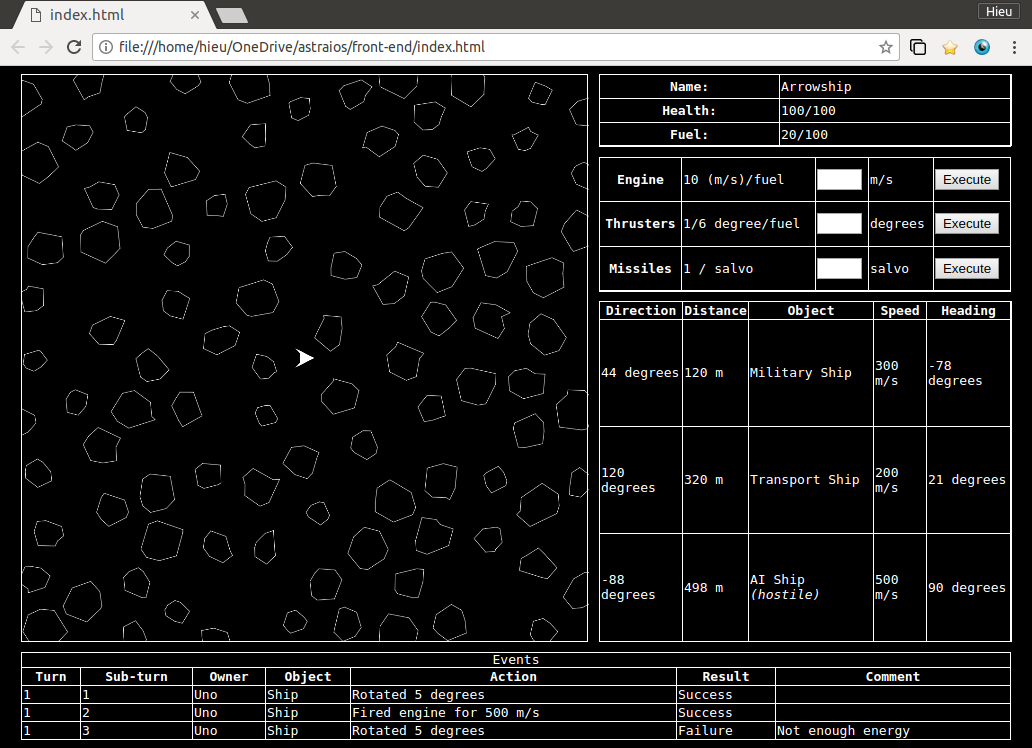 index.html
Hieu
file:///home/hieu/OneDrive/astraios/front-end/index.html
Name: Arrowship
Health: 100/100
Fuel: 20/100
Engine 10 (m/s)/fuel m/s Execute
Thrusters 1/6 degree/fuel degrees Execute
Missiles 1 / salvo salvo Execute
Direction Distance Object Speed Heading
44 degrees 120 m Military Ship 300 m/s -78 degrees
120 degrees 320 m Transport Ship 200 m/s 21 degrees
-88 degrees 498 m AI Ship (hostile) 500 m/s 90 degrees
Events
Turn Sub-turn Owner Object Action Result Comment
1 1 Uno Ship Rotated 5 degrees Success
1 2 Uno Ship Fired engine for 500 m/s Success
1 3 Uno Ship Rotated 5 degrees Failure Not enough energy